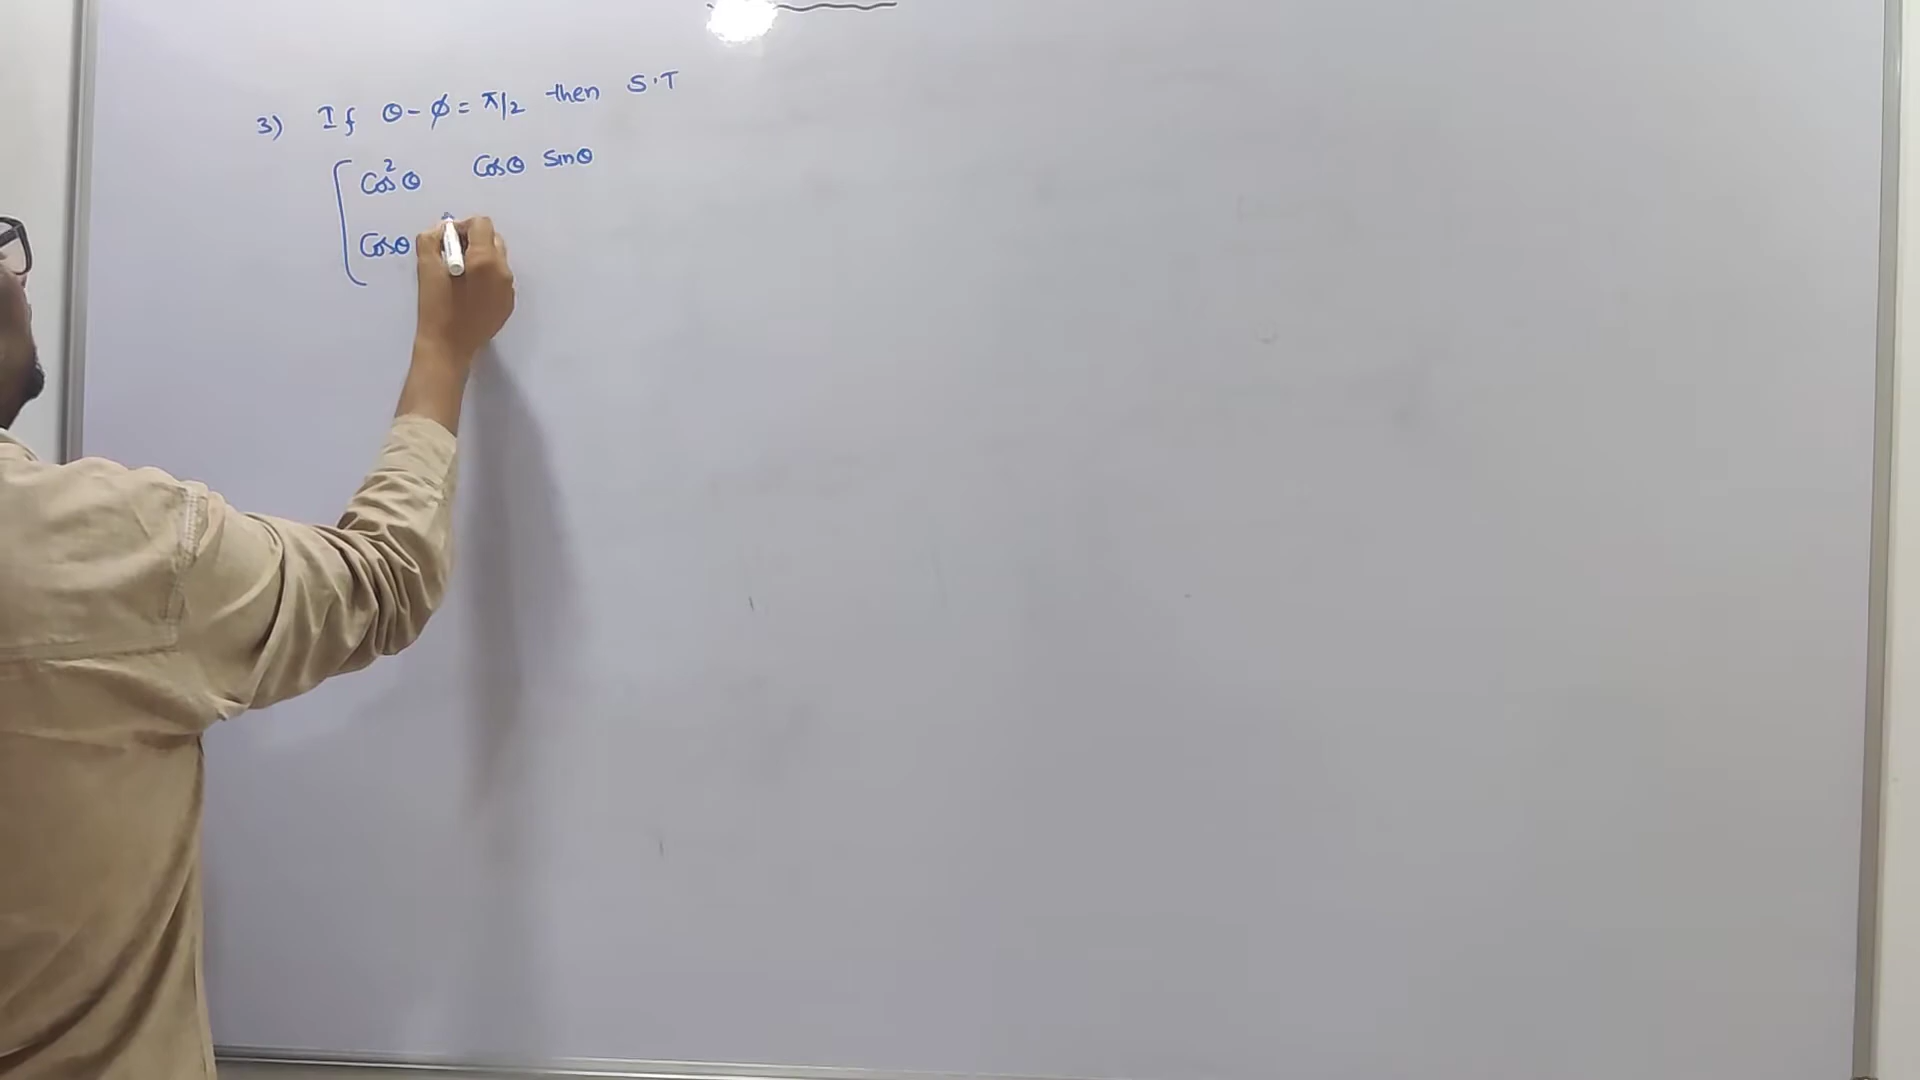 3) If θ - ϕ = π/2 then S.T
Cos²θ Cosθ Sinθ
Cosθ